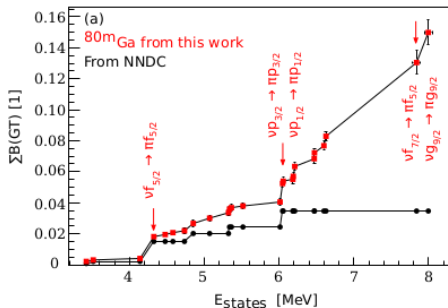 (a)
80mGa from this work
From NNDC
ΣB(GT) [1]
0.16
0.14
0.12
0.1
0.08
0.06
0.04
0.02
0
νf5/2 → πf5/2
νp3/2 → πp3/2
νp1/2 → πp1/2
νf7/2 → πf5/2
νg9/2 → πg9/2
4
5
6
7
8
Estates [MeV]